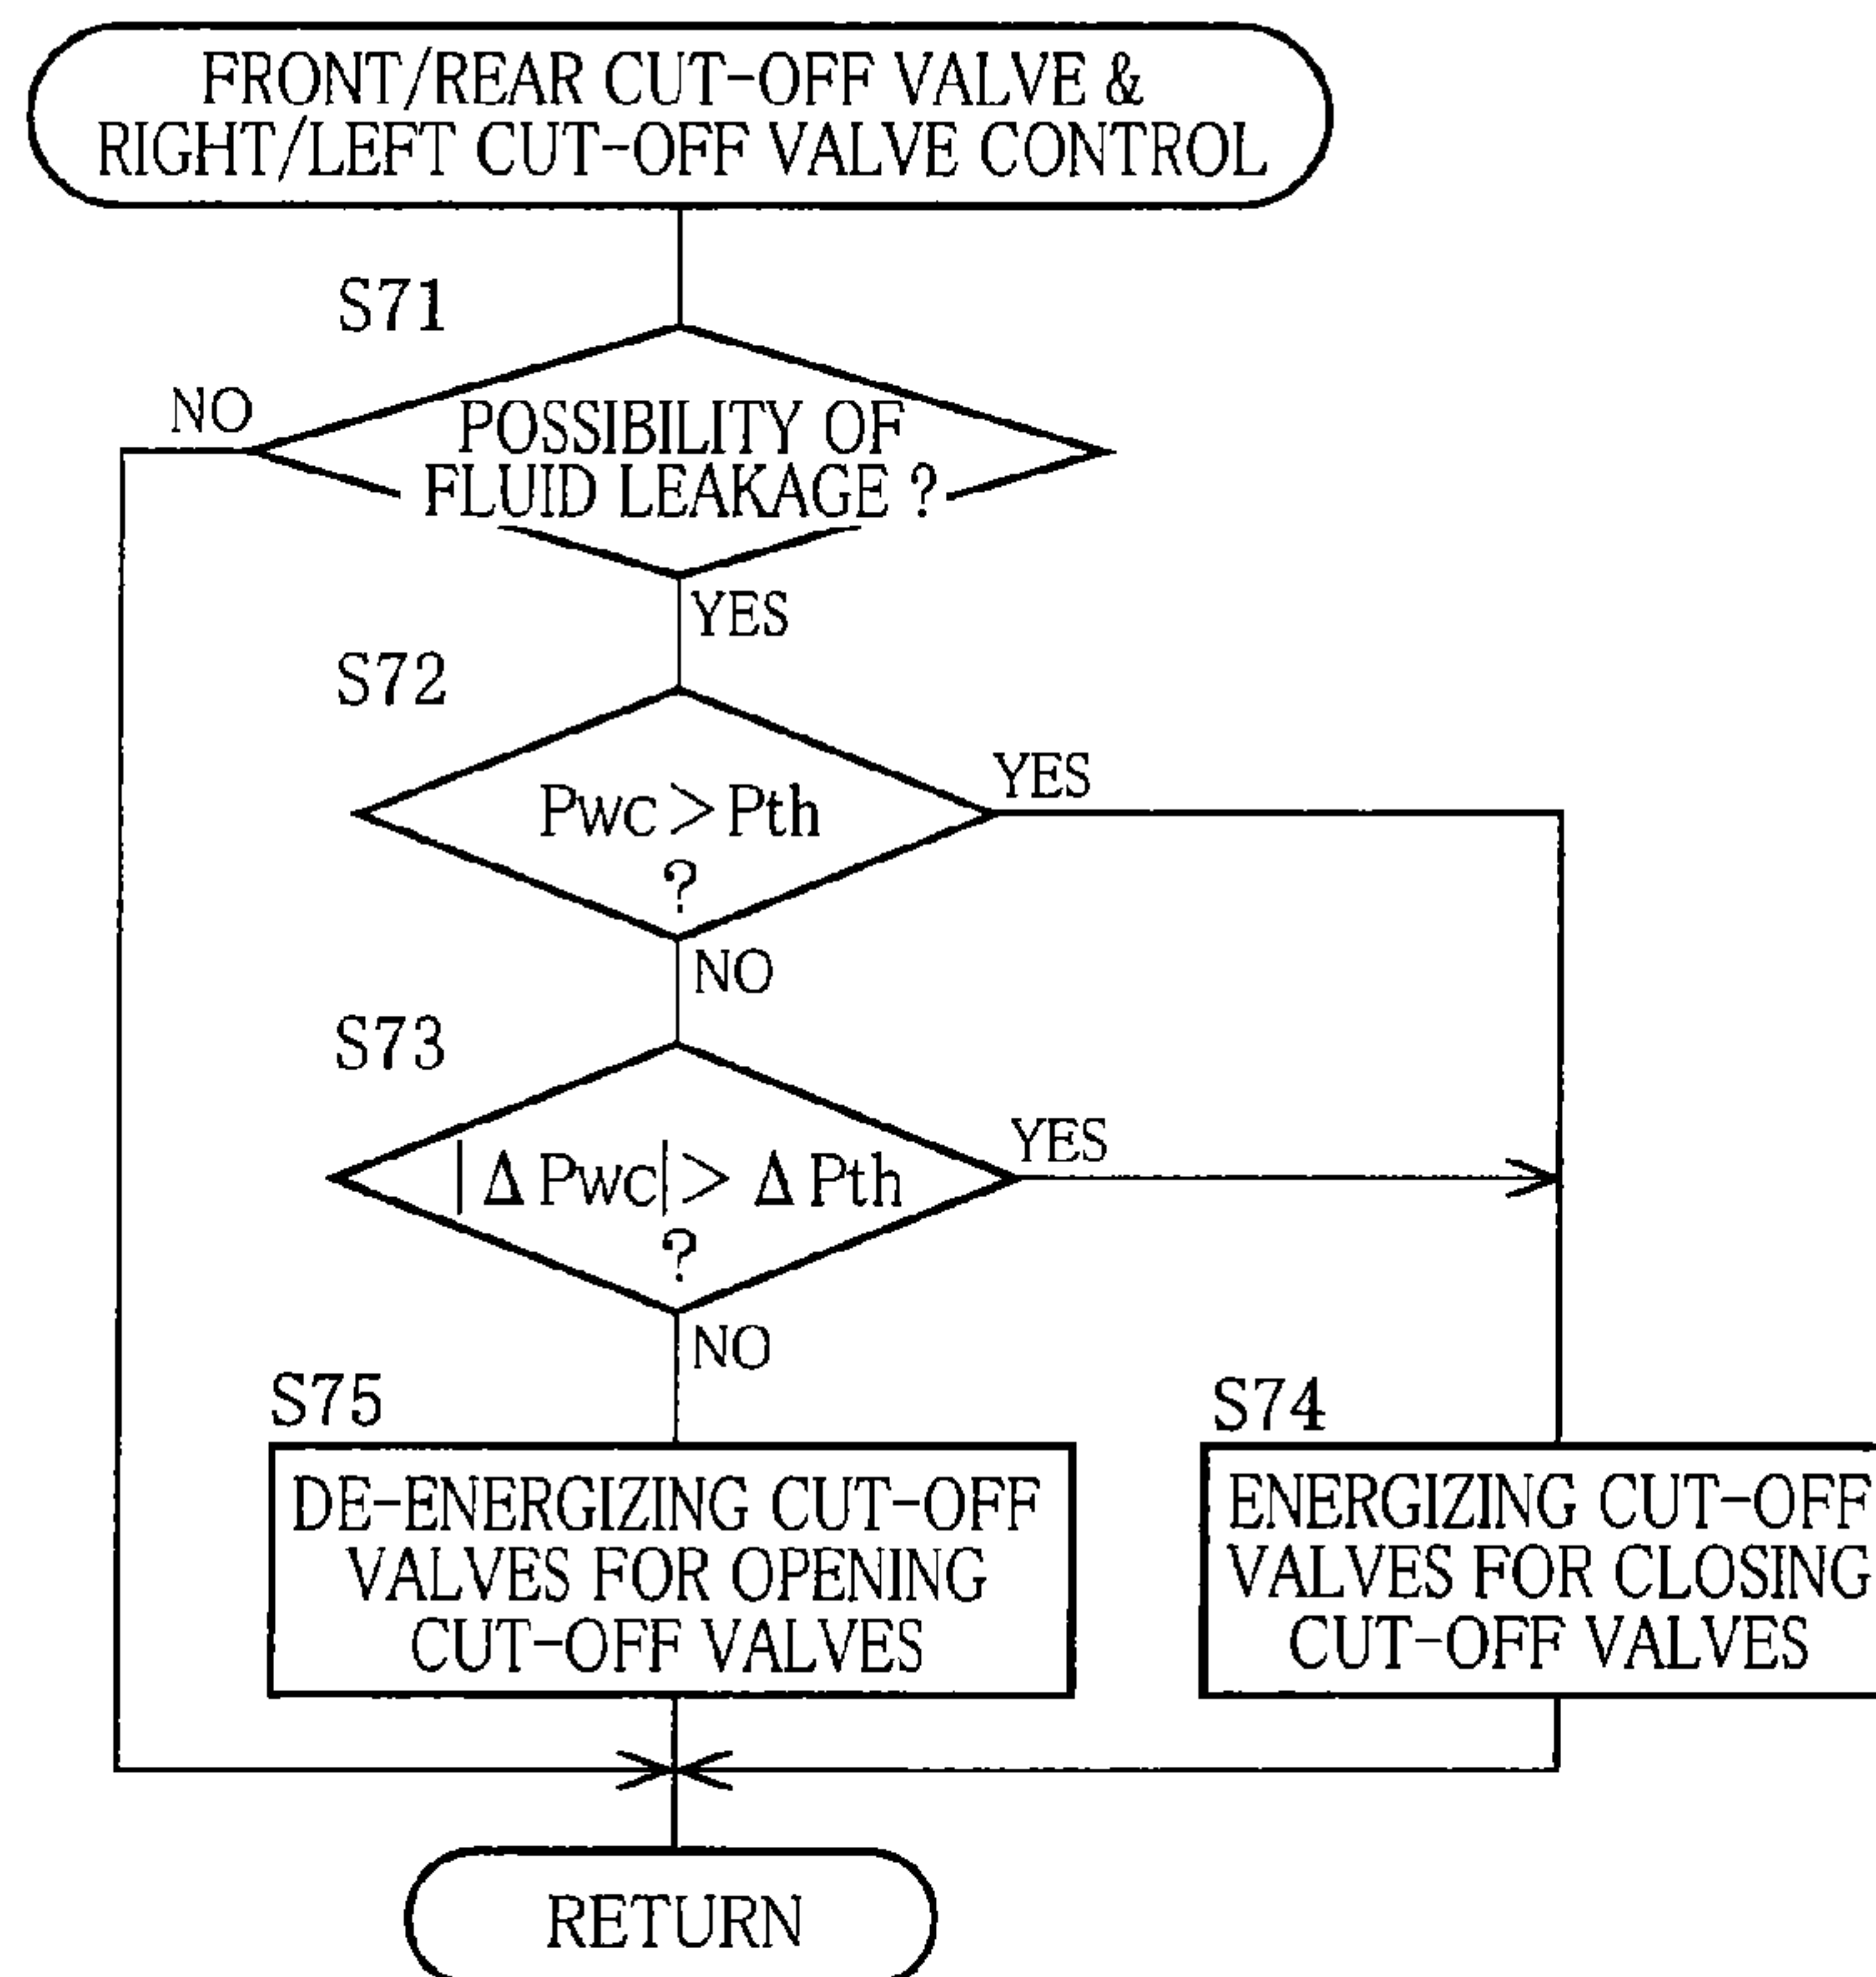 FRONT/REAR CUT-OFF VALVE &
RIGHT/LEFT CUT-OFF VALVE CONTROL
S71
NO
POSSIBILITY OF
FLUID LEAKAGE ?
YES
S72
YES
Pwc > Pth
?
NO
S73
YES
|Δ Pwc| > Δ Pth
?
NO
S75
DE-ENERGIZING CUT-OFF
VALVES FOR OPENING
CUT-OFF VALVES
S74
ENERGIZING CUT-OFF
VALVES FOR CLOSING
CUT-OFF VALVES
RETURN